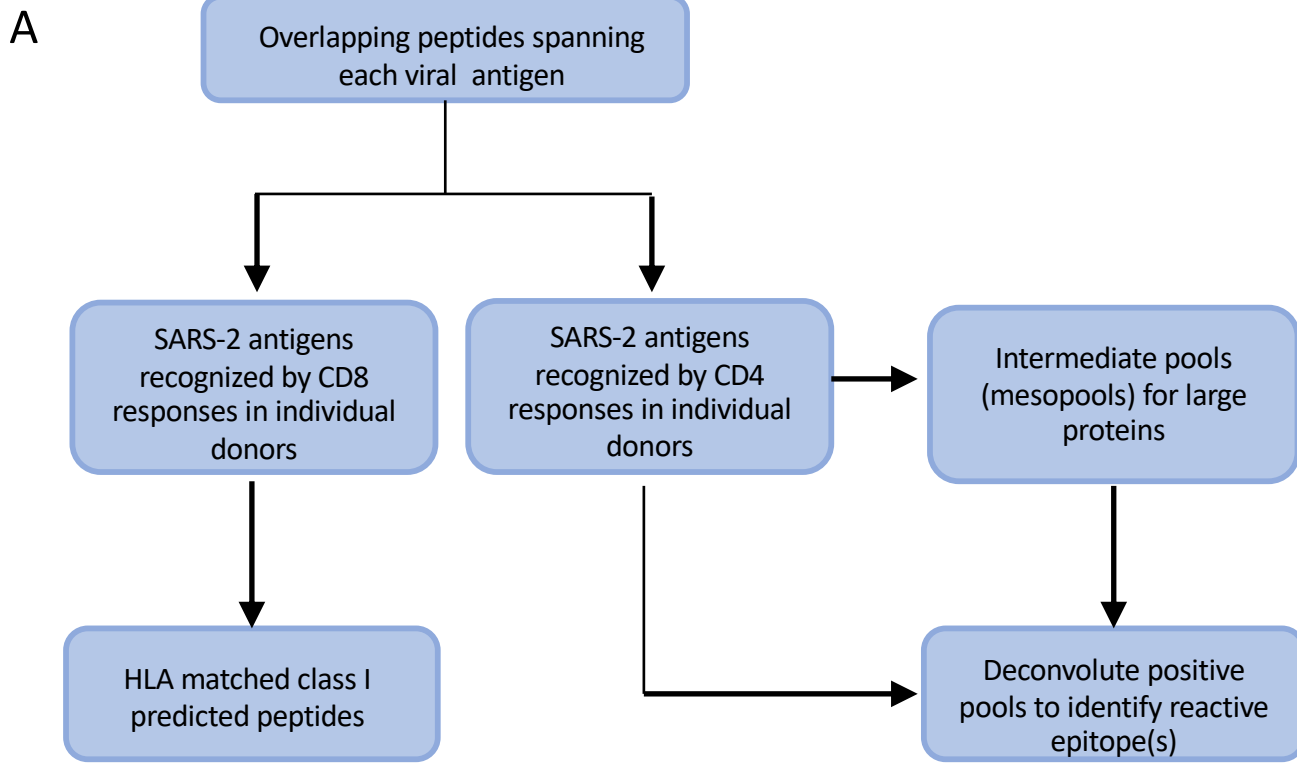 A
Overlapping peptides spanning
each viral antigen
SARS-2 antigens
recognized by CD8
responses in individual
donors
SARS-2 antigens
recognized by CD4
responses in individual
donors
Intermediate pools
(mesopools) for large
proteins
HLA matched class I
predicted peptides
Deconvolute positive
pools to identify reactive
epitope(s)